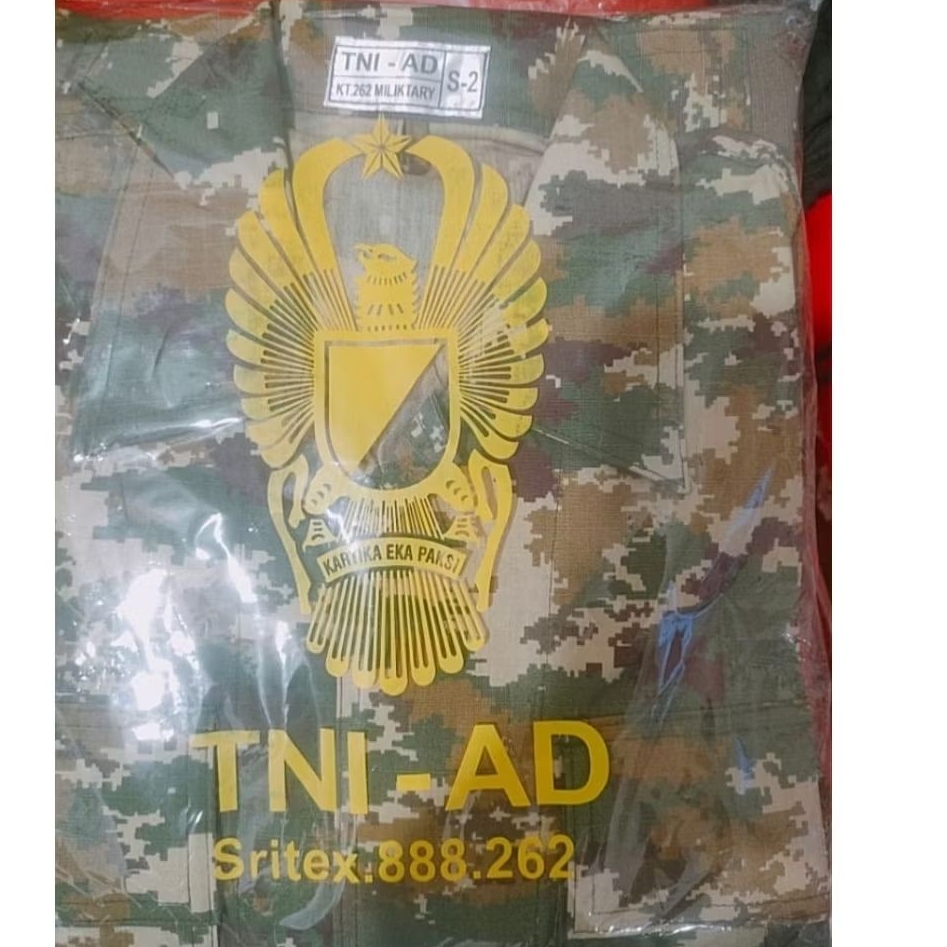 TNI - AD
KT.262 MILIKTARY
S-2
KARTIKA EKA PAKSI
TNI-AD
Sritex.888.262